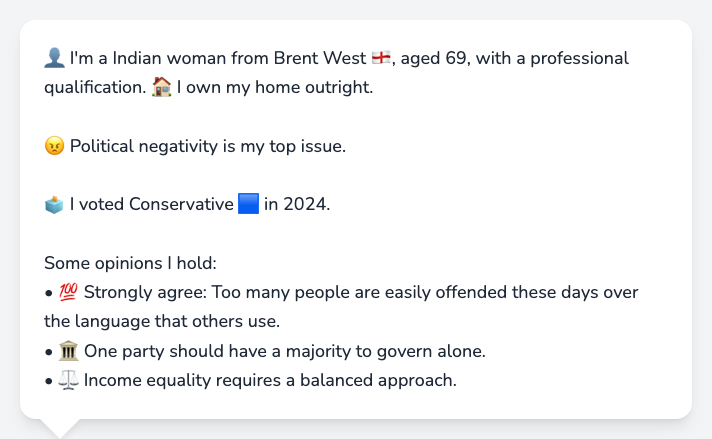 👤 I'm a Indian woman from Brent West 🏴󠁧󠁢󠁥󠁮󠁧󠁿, aged 69, with a professional
qualification. 🏠 I own my home outright.
😠 Political negativity is my top issue.
🗳️ I voted Conservative 🟦 in 2024.
Some opinions I hold:
• 💯 Strongly agree: Too many people are easily offended these days over
the language that others use.
• 🏛️ One party should have a majority to govern alone.
• ⚖️ Income equality requires a balanced approach.